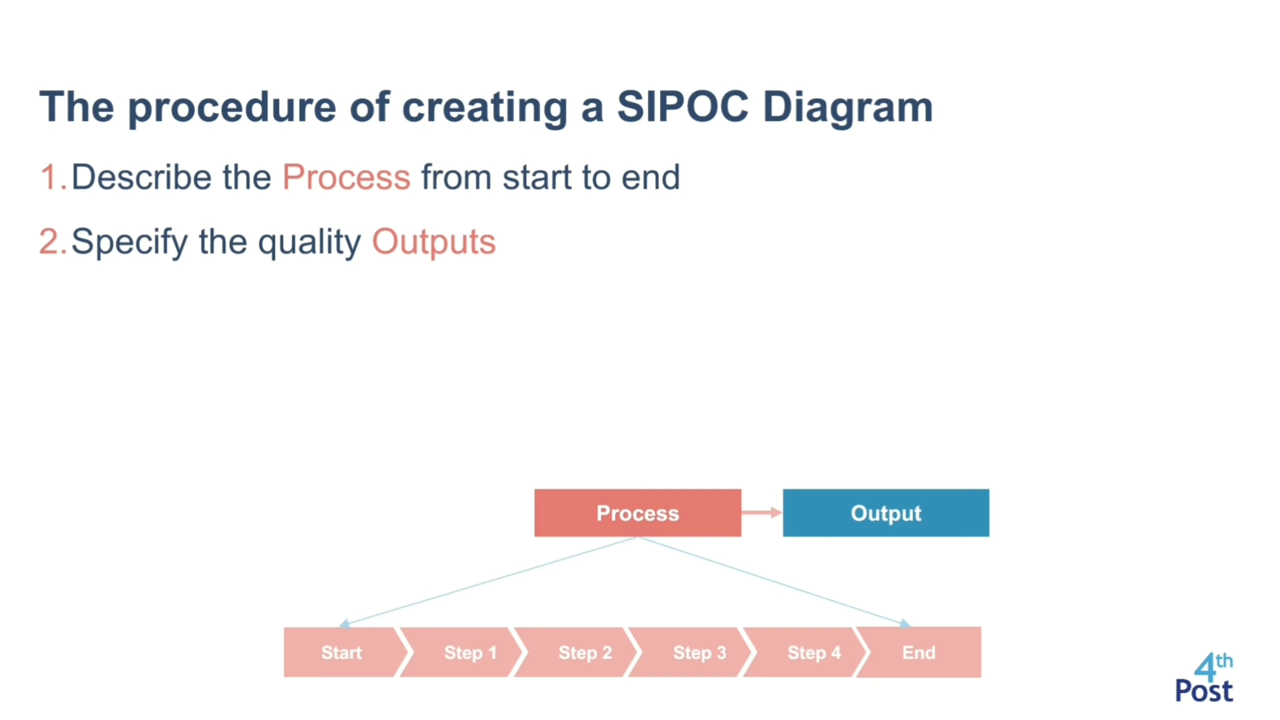 The procedure of creating a SIPOC Diagram
1. Describe the Process from start to end
2. Specify the quality Outputs
Process
Output
Start
Step 1
Step 2
Step 3
Step 4
End
4th
Post